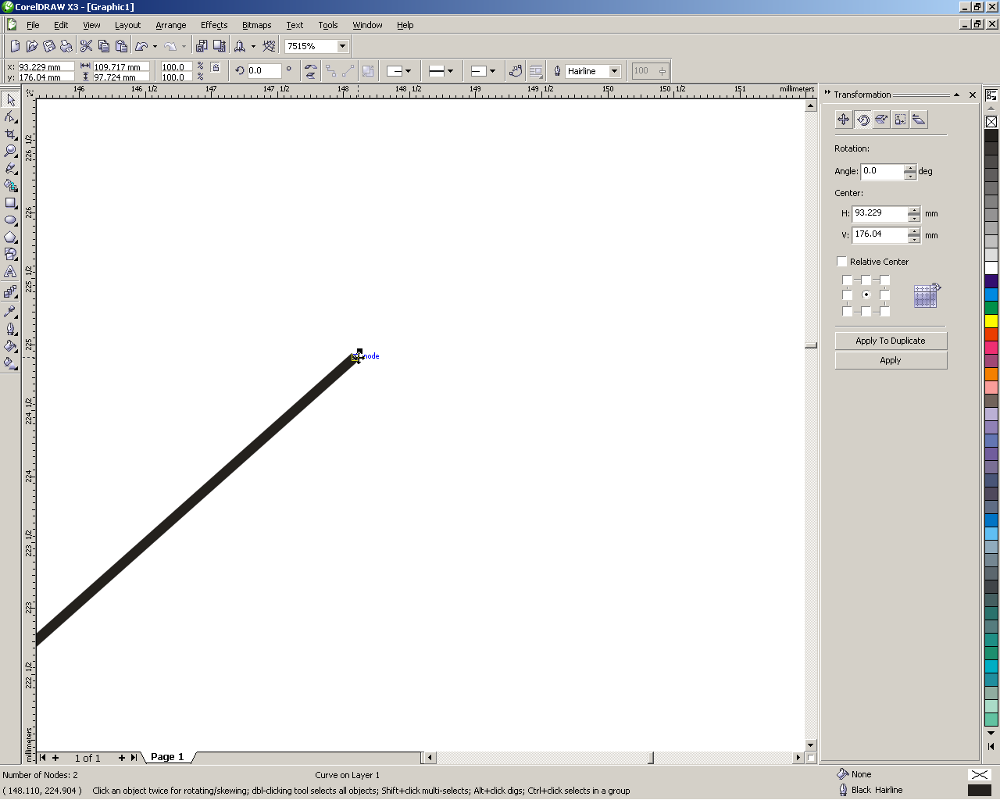 CorelDRAW X3 - [Graphic1]
File Edit View Layout Arrange Effects Bitmaps Text Tools Window Help
7515%
x: 93.229 mm 109.717 mm 100.0 % 0.0 ° Hairline 100
y: 176.04 mm 97.724 mm 100.0 %
146 146 1/2 147 147 1/2 148 148 1/2 149 149 1/2 150 150 1/2 151 millimeters
226 1/2
226
225 1/2
225
224 1/2
224
223 1/2
223
222 1/2
millimeters
node
Transformation
Rotation:
Angle: 0.0 deg
Center:
H: 93.229 mm
V: 176.04 mm
Relative Center
Apply To Duplicate
Apply
1 of 1 Page 1
Number of Nodes: 2 Curve on Layer 1 None
( 148.110, 224.904 ) Click an object twice for rotating/skewing; dbl-clicking tool selects all objects; Shift+click multi-selects; Alt+click digs; Ctrl+click selects in a group Black Hairline